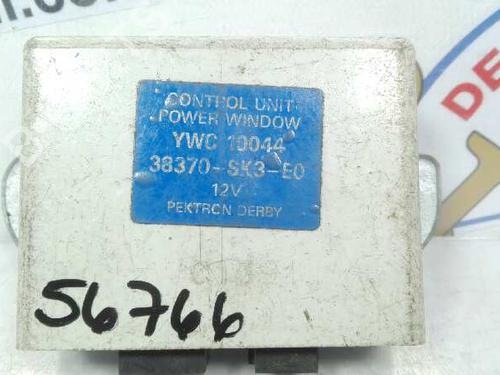 CONTROL UNIT
POWER WINDOW
YWC 10044
38370-SK3-E0
12V
PEKTRON DERBY
56766